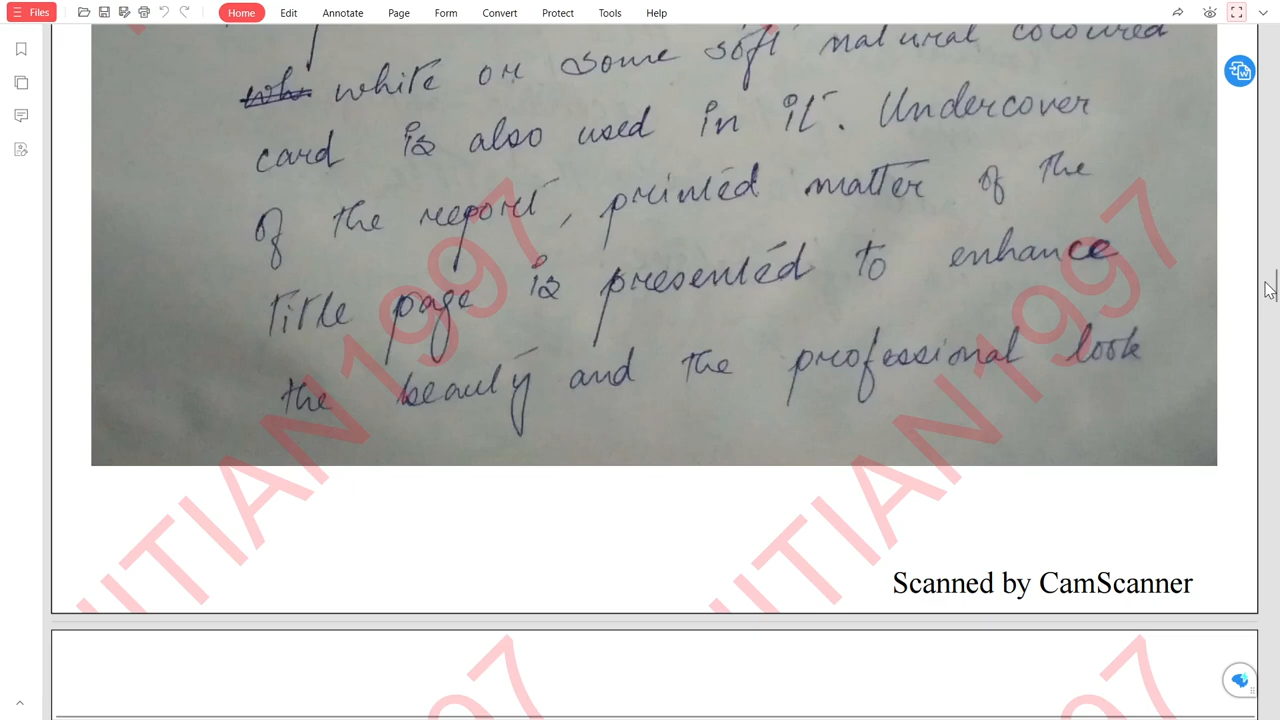 Files
Home Edit Annotate Page Form Convert Protect Tools Help
white or some soft natural coloured
card is also used in it. Undercover
of the report, printed matter of the
title page is presented to enhance
the beauty and the professional look
ITIAN1997
ITIAN1997
Scanned by CamScanner